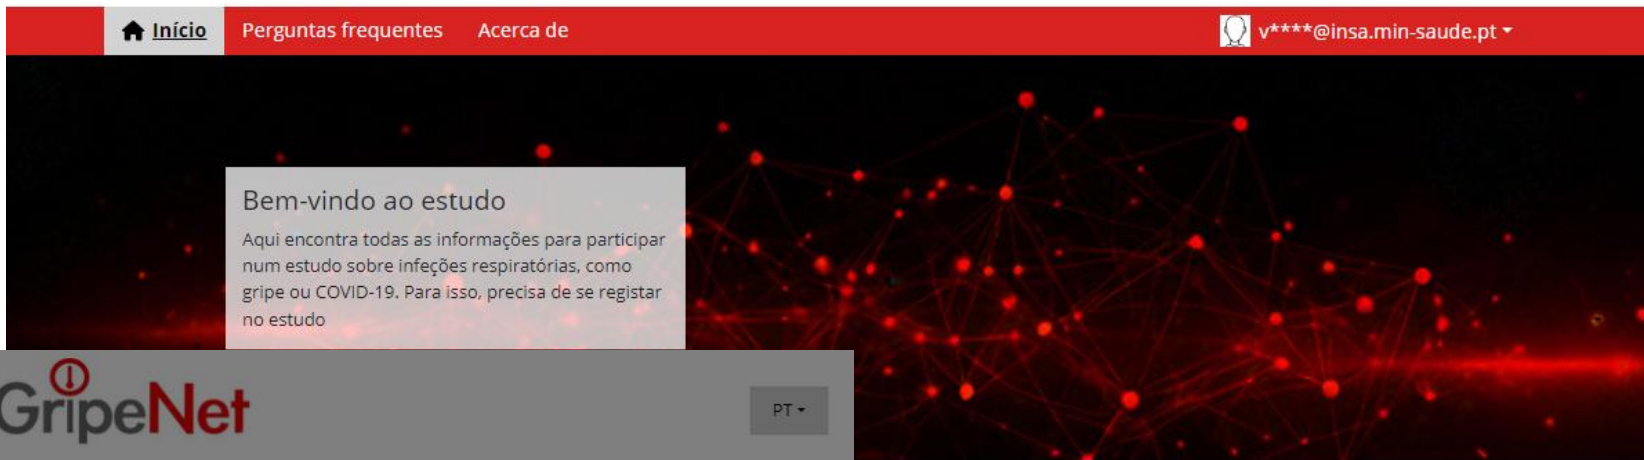 Início Perguntas frequentes Acerca de v****@insa.min-saude.pt
Bem-vindo ao estudo
Aqui encontra todas as informações para participar
num estudo sobre infeções respiratórias, como
gripe ou COVID-19. Para isso, precisa de se registar
no estudo
GripeNet PT